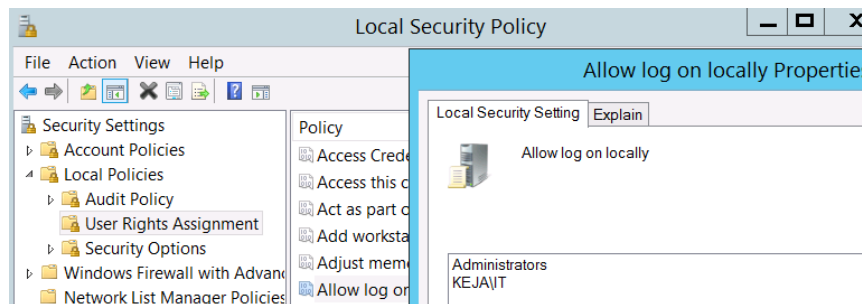 Local Security Policy
File Action View Help
Security Settings
Account Policies
Local Policies
Audit Policy
User Rights Assignment
Security Options
Windows Firewall with Advanc
Network List Manager Policies
Policy
Access Crede
Access this c
Act as part o
Add worksta
Adjust mem
Allow log on
Allow log on locally Properties
Local Security Setting Explain
Allow log on locally
Administrators
KEJA\IT